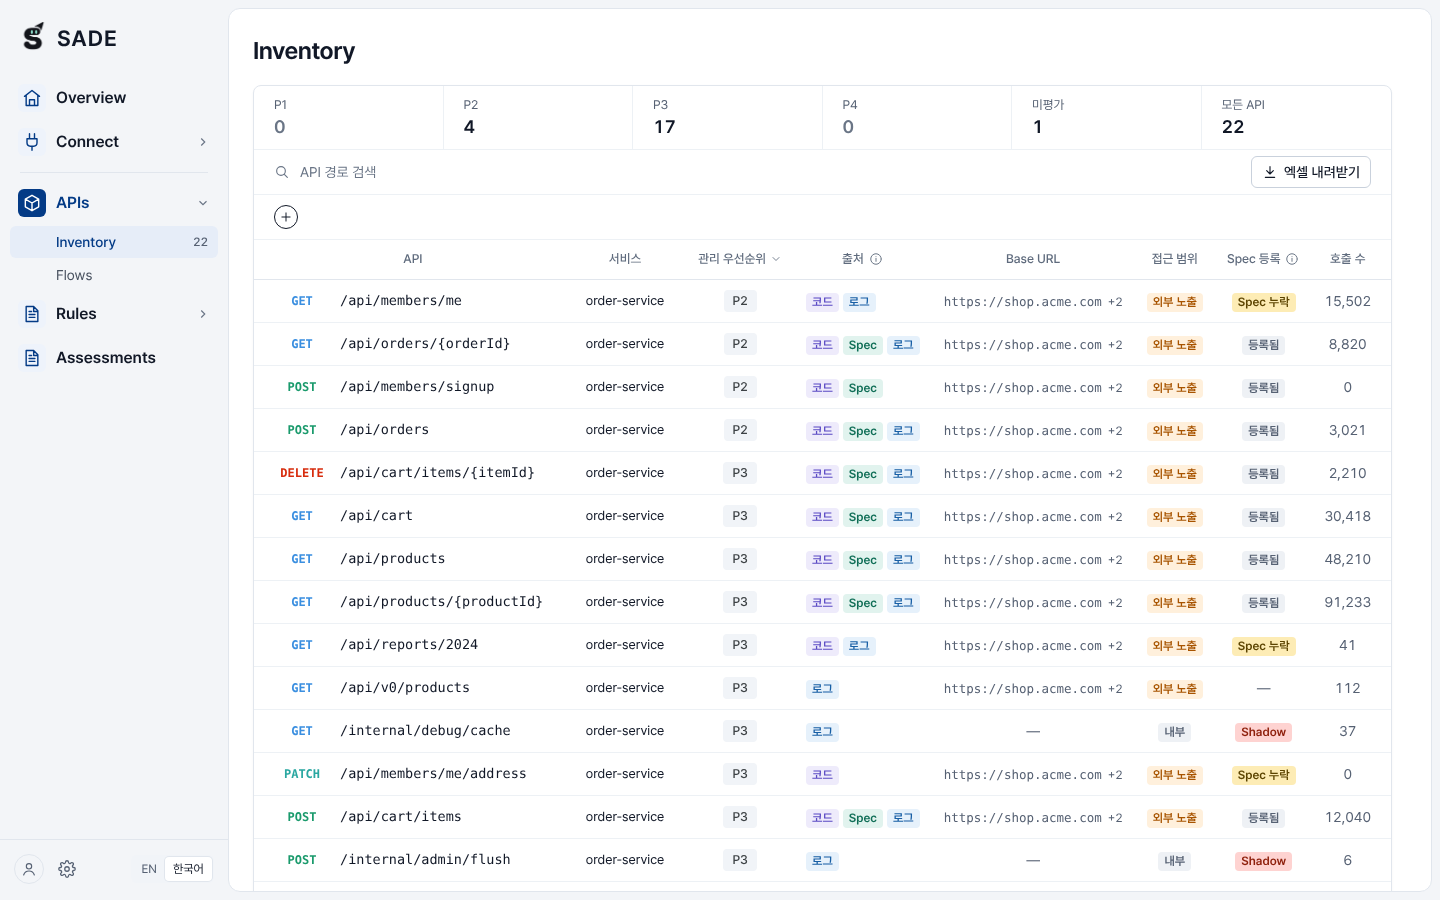 SADE
Overview
Connect
APIs
Inventory 22
Flows
Rules
Assessments
EN 한국어
Inventory
P1 P2 P3 P4 미평가 모든 API
0 4 17 0 1 22
API 경로 검색 엑셀 내려받기
API 서비스 관리 우선순위 출처 Base URL 접근 범위 Spec 등록 호출 수
GET /api/members/me order-service P2 코드 로그 https://shop.acme.com +2 외부 노출 Spec 누락 15,502
GET /api/orders/{orderId} order-service P2 코드 Spec 로그 https://shop.acme.com +2 외부 노출 등록됨 8,820
POST /api/members/signup order-service P2 코드 Spec https://shop.acme.com +2 외부 노출 등록됨 0
POST /api/orders order-service P2 코드 Spec 로그 https://shop.acme.com +2 외부 노출 등록됨 3,021
DELETE /api/cart/items/{itemId} order-service P3 코드 Spec 로그 https://shop.acme.com +2 외부 노출 등록됨 2,210
GET /api/cart order-service P3 코드 Spec 로그 https://shop.acme.com +2 외부 노출 등록됨 30,418
GET /api/products order-service P3 코드 Spec 로그 https://shop.acme.com +2 외부 노출 등록됨 48,210
GET /api/products/{productId} order-service P3 코드 Spec 로그 https://shop.acme.com +2 외부 노출 등록됨 91,233
GET /api/reports/2024 order-service P3 코드 로그 https://shop.acme.com +2 외부 노출 Spec 누락 41
GET /api/v0/products order-service P3 로그 https://shop.acme.com +2 외부 노출 — 112
GET /internal/debug/cache order-service P3 로그 — 내부 Shadow 37
PATCH /api/members/me/address order-service P3 코드 https://shop.acme.com +2 외부 노출 Spec 누락 0
POST /api/cart/items order-service P3 코드 Spec 로그 https://shop.acme.com +2 외부 노출 등록됨 12,040
POST /internal/admin/flush order-service P3 로그 — 내부 Shadow 6